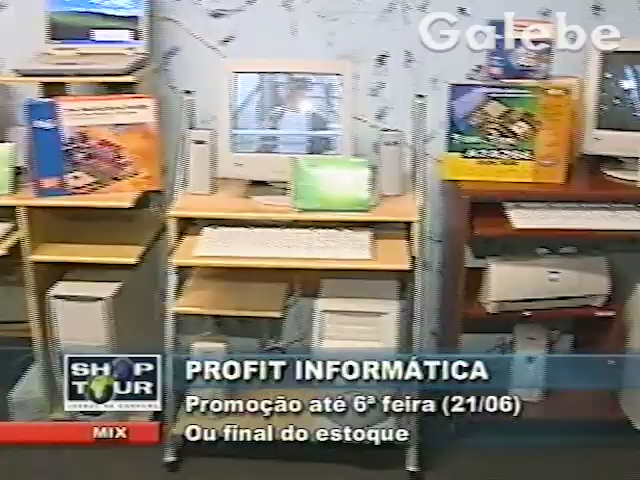 Galebe
SHOP TOUR
PROFIT INFORMÁTICA
Promoção até 6ª feira (21/06)
MIX
Ou final do estoque